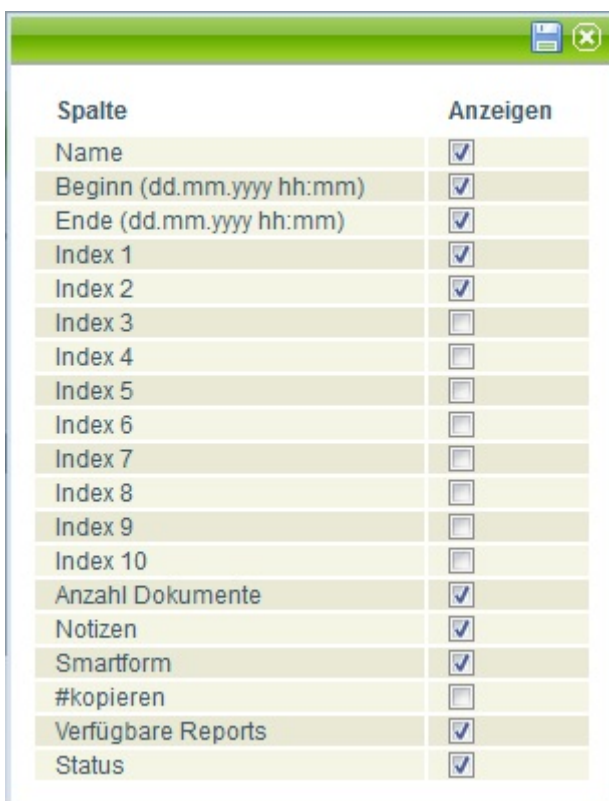 Spalte Anzeigen
Name
Beginn (dd.mm.yyyy hh:mm)
Ende (dd.mm.yyyy hh:mm)
Index 1
Index 2
Index 3
Index 4
Index 5
Index 6
Index 7
Index 8
Index 9
Index 10
Anzahl Dokumente
Notizen
Smartform
#kopieren
Verfügbare Reports
Status